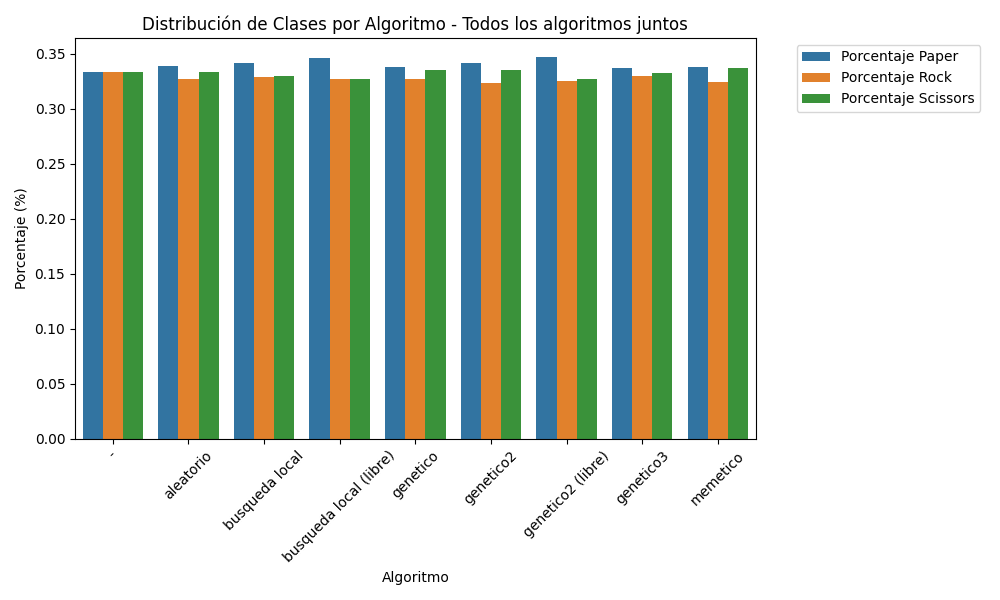 Distribución de Clases por Algoritmo - Todos los algoritmos juntos
Porcentaje Paper
Porcentaje Rock
Porcentaje Scissors
Porcentaje (%)
0.35
0.30
0.25
0.20
0.15
0.10
0.05
0.00
-
aleatorio
busqueda local
busqueda local (libre)
genetico
genetico2
genetico2 (libre)
genetico3
memetico
Algoritmo